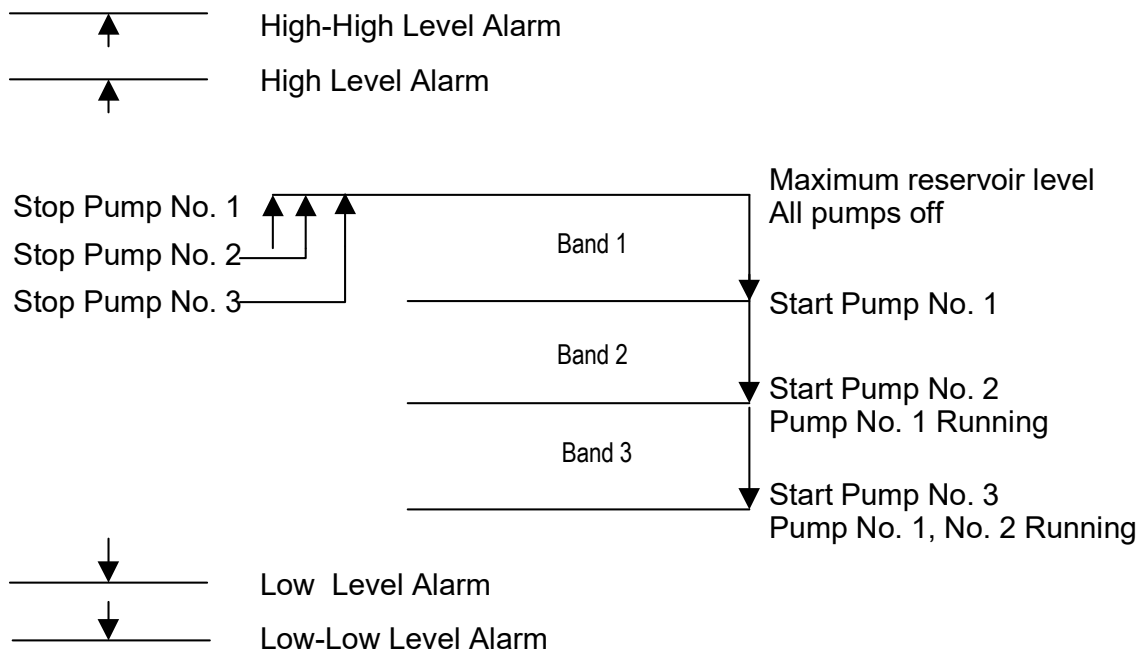 High-High Level Alarm
High Level Alarm
Maximum reservoir level
All pumps off
Stop Pump No. 1
Stop Pump No. 2
Stop Pump No. 3
Band 1
Start Pump No. 1
Band 2
Start Pump No. 2
Pump No. 1 Running
Band 3
Start Pump No. 3
Pump No. 1, No. 2 Running
Low Level Alarm
Low-Low Level Alarm